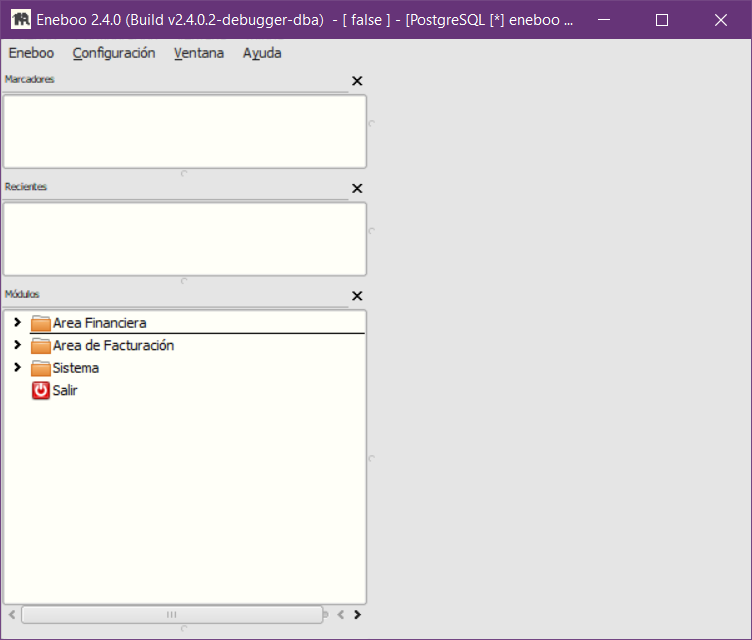 Eneboo 2.4.0 (Build v2.4.0.2-debugger-dba) - [ false ] - [PostgreSQL [*] eneboo ...
Eneboo Configuración Ventana Ayuda
Marcadores
Recientes
Módulos
Area Financiera
Area de Facturación
Sistema
Salir